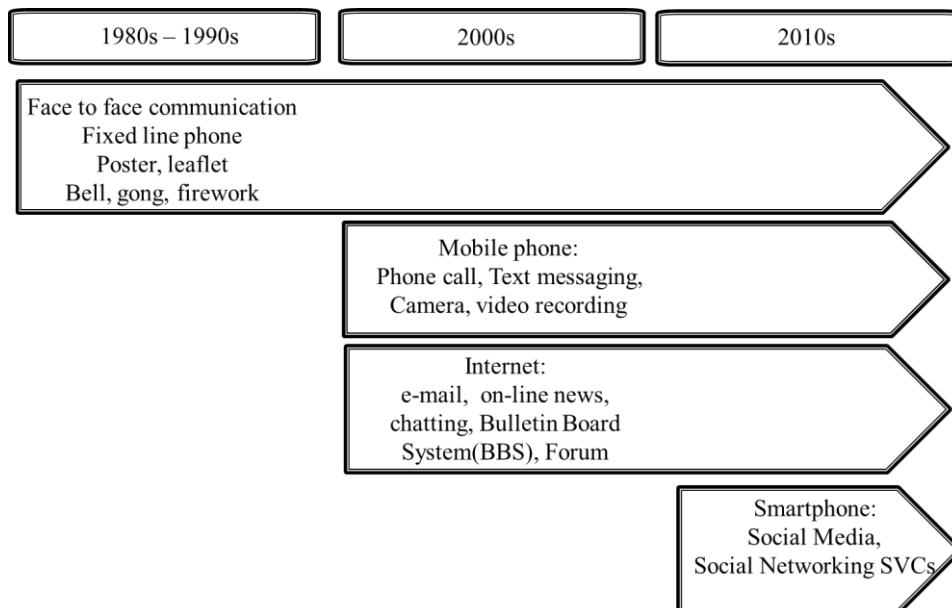 1980s – 1990s
2000s
2010s
Face to face communication
Fixed line phone
Poster, leaflet
Bell, gong, firework
Mobile phone:
Phone call, Text messaging,
Camera, video recording
Internet:
e-mail, on-line news,
chatting, Bulletin Board
System(BBS), Forum
Smartphone:
Social Media,
Social Networking SVCs